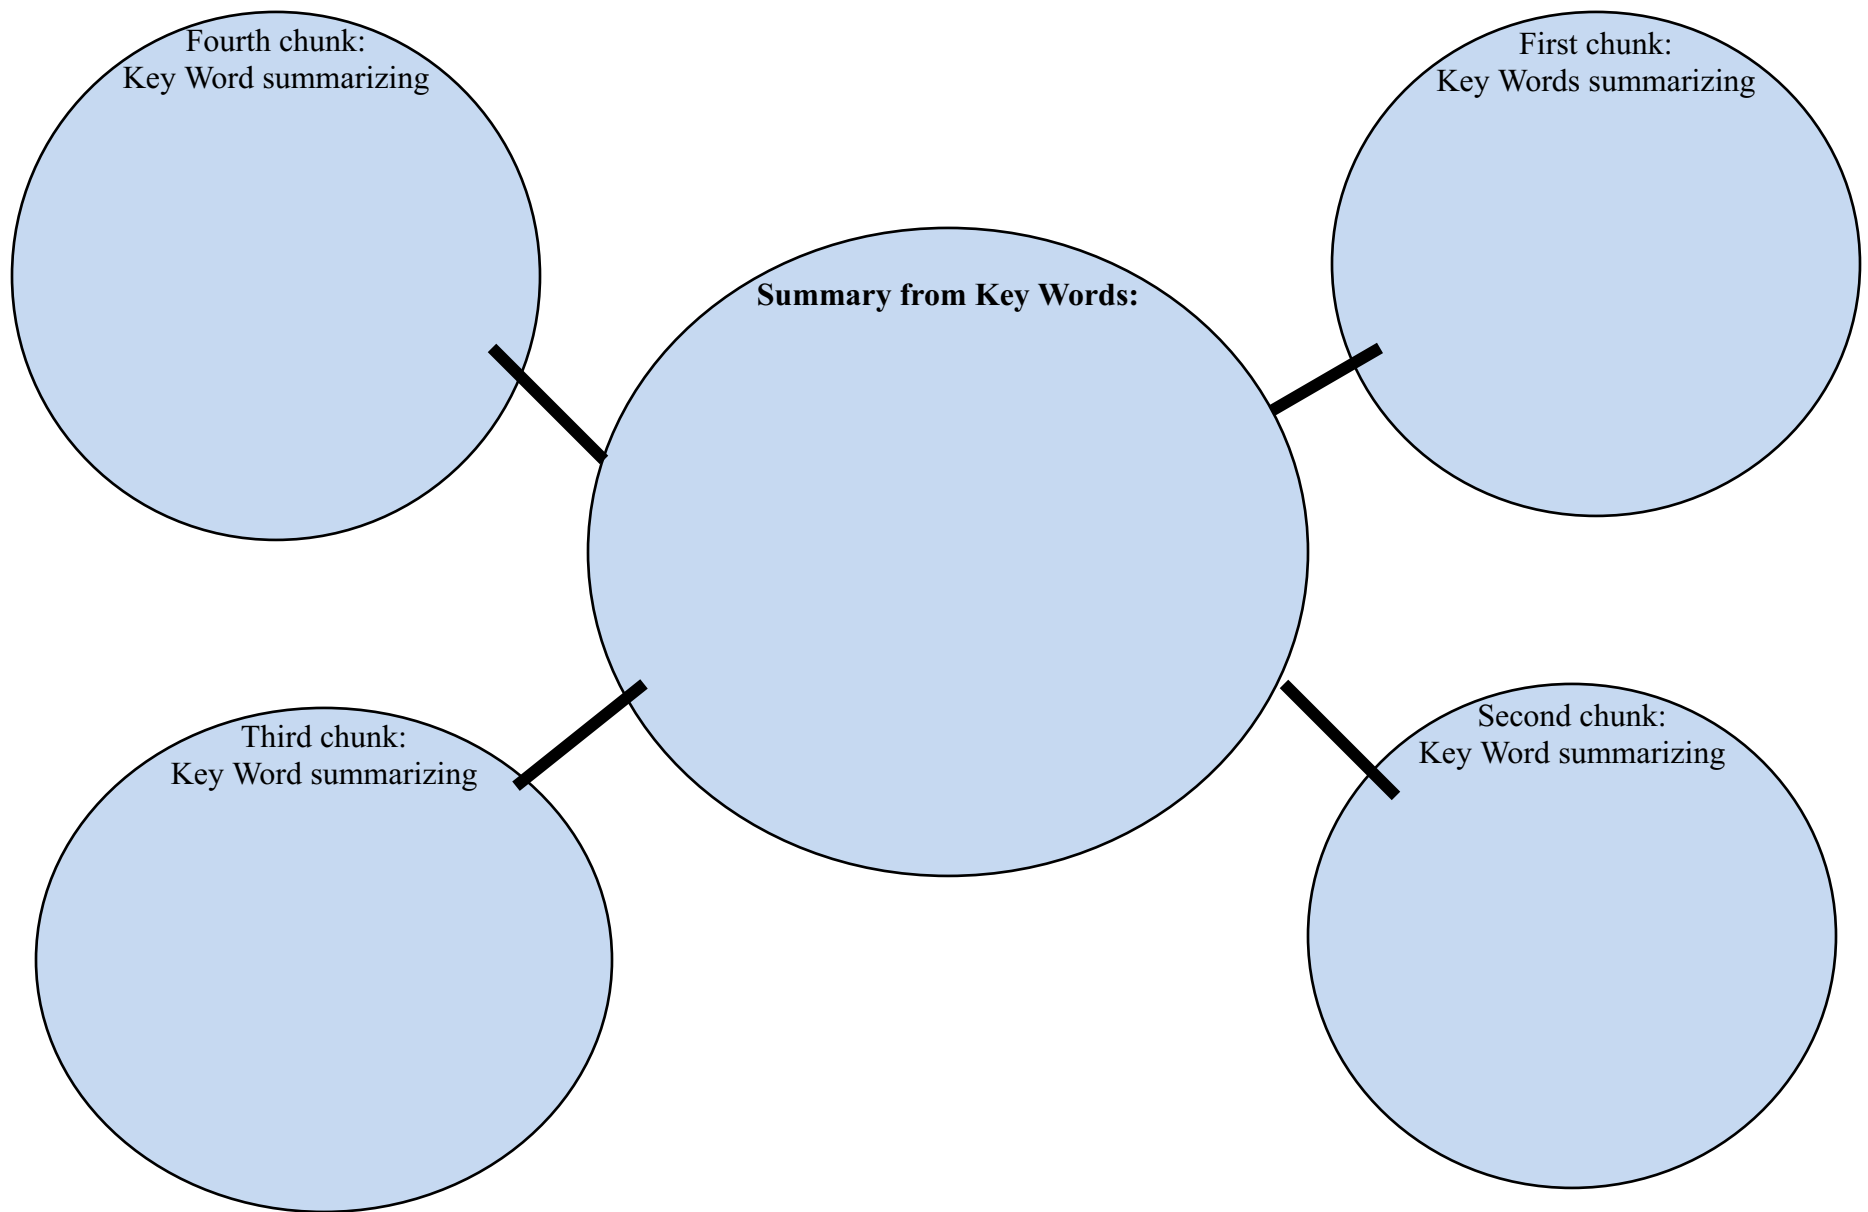 Fourth chunk:
Key Word summarizing
First chunk:
Key Words summarizing
Summary from Key Words:
Third chunk:
Key Word summarizing
Second chunk:
Key Word summarizing